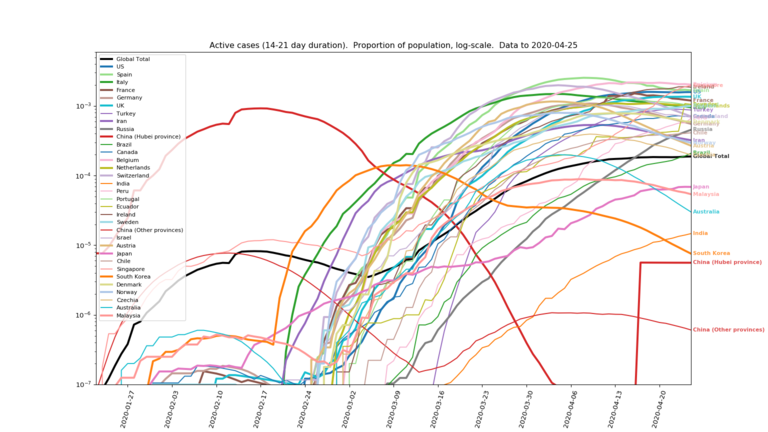 Active cases (14-21 day duration).  Proportion of population, log-scale.  Data to 2020-04-25
Global Total
US
Spain
Italy
France
Germany
UK
Turkey
Iran
Russia
China (Hubei province)
Brazil
Canada
Belgium
Netherlands
Switzerland
India
Peru
Portugal
Ecuador
Ireland
Sweden
China (Other provinces)
Israel
Austria
Japan
Chile
Singapore
South Korea
Denmark
Norway
Czechia
Australia
Malaysia
10⁻³
10⁻⁴
10⁻⁵
10⁻⁶
10⁻⁷
Ireland
France
Turkey
Germany
Russia
Iran
Brazil
Global Total
Japan
Malaysia
Australia
India
South Korea
China (Hubei province)
China (Other provinces)
2020-01-27
2020-02-03
2020-02-10
2020-02-17
2020-02-24
2020-03-02
2020-03-09
2020-03-16
2020-03-23
2020-03-30
2020-04-06
2020-04-13
2020-04-20